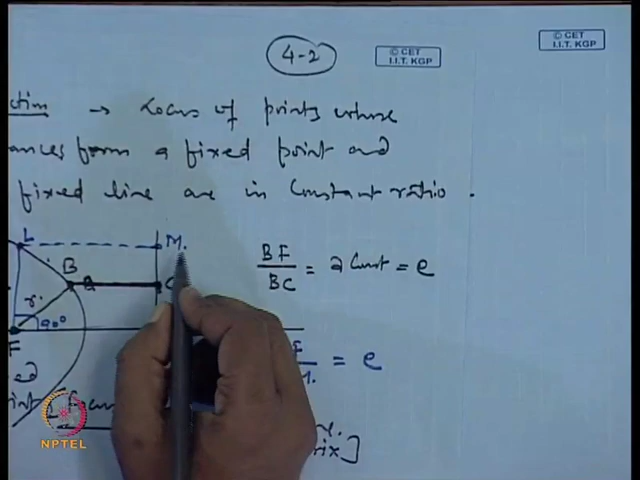 4-2
© CET
I.I.T. KGP
© CET
I.I.T. KGP
→ Locus of points whose
from a fixed point and
fixed line are in constant ratio.
L
M.
B
BF/BC = a Const = e
r.
90°
F
= e
NPTEL